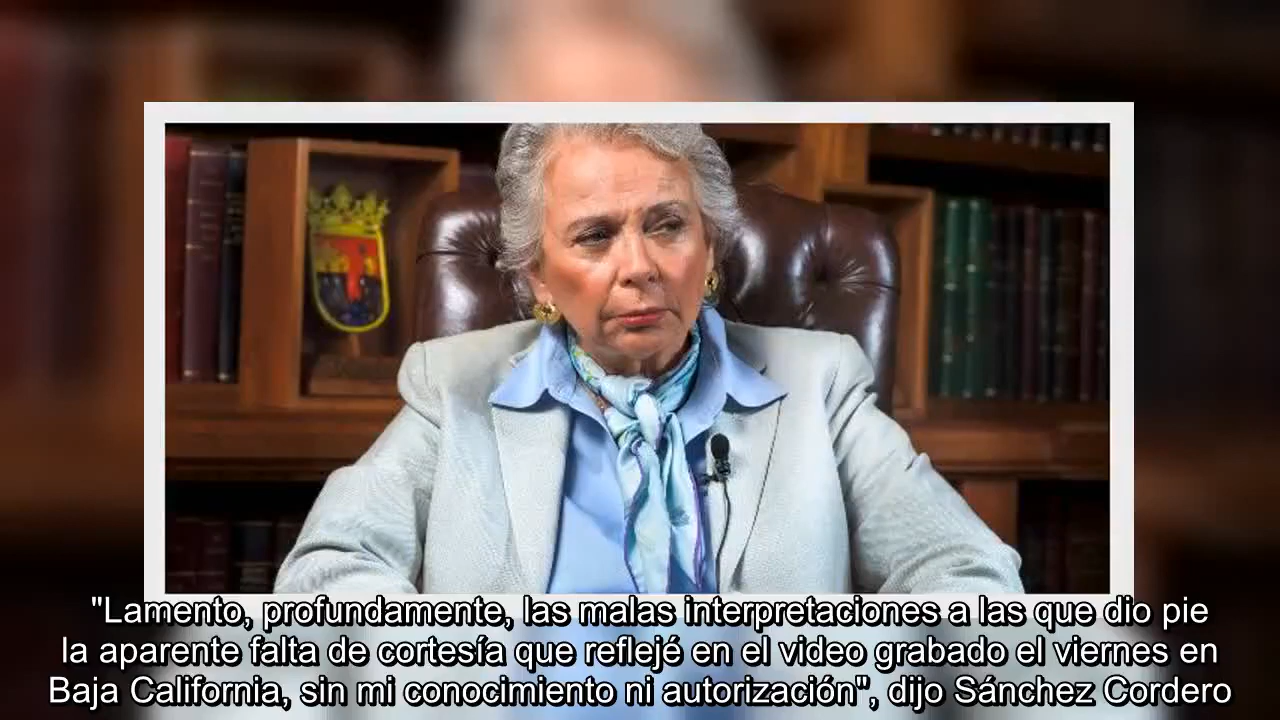 "Lamento, profundamente, las malas interpretaciones a las que dio pie
la aparente falta de cortesía que reflejé en el video grabado el viernes en
Baja California, sin mi conocimiento ni autorización", dijo Sánchez Cordero